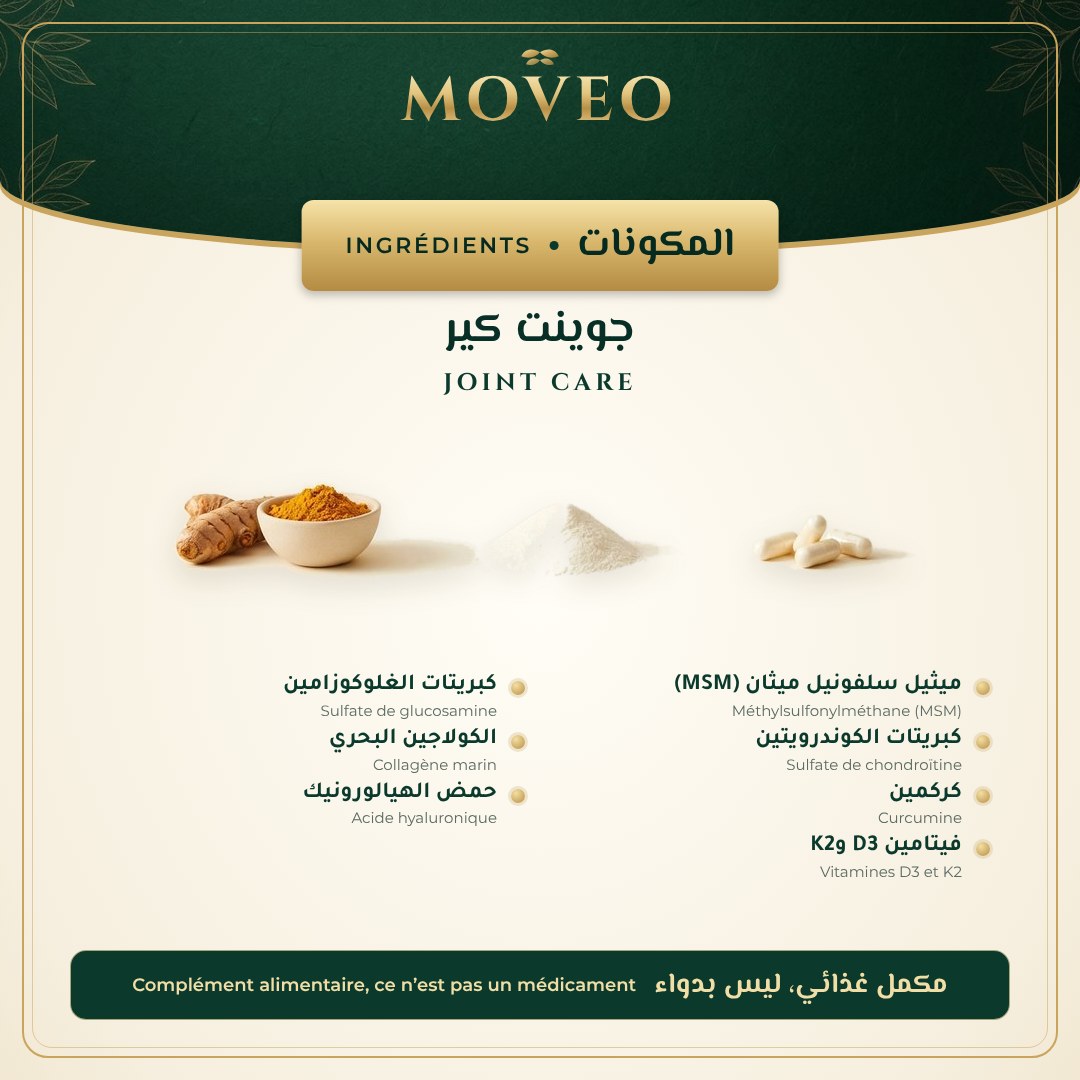 MOVEO
المكونات • INGRÉDIENTS
جوينت كير
JOINT CARE
ميثيل سلفونيل ميثان (MSM)
Méthylsulfonylméthane (MSM)
كبريتات الكوندرويتين
Sulfate de chondroïtine
كركمين
Curcumine
فيتامين D3 وK2
Vitamines D3 et K2
كبريتات الغلوكوزامين
Sulfate de glucosamine
الكولاجين البحري
Collagène marin
حمض الهيالورونيك
Acide hyaluronique
مكمل غذائي، ليس بدواء Complément alimentaire, ce n’est pas un médicament